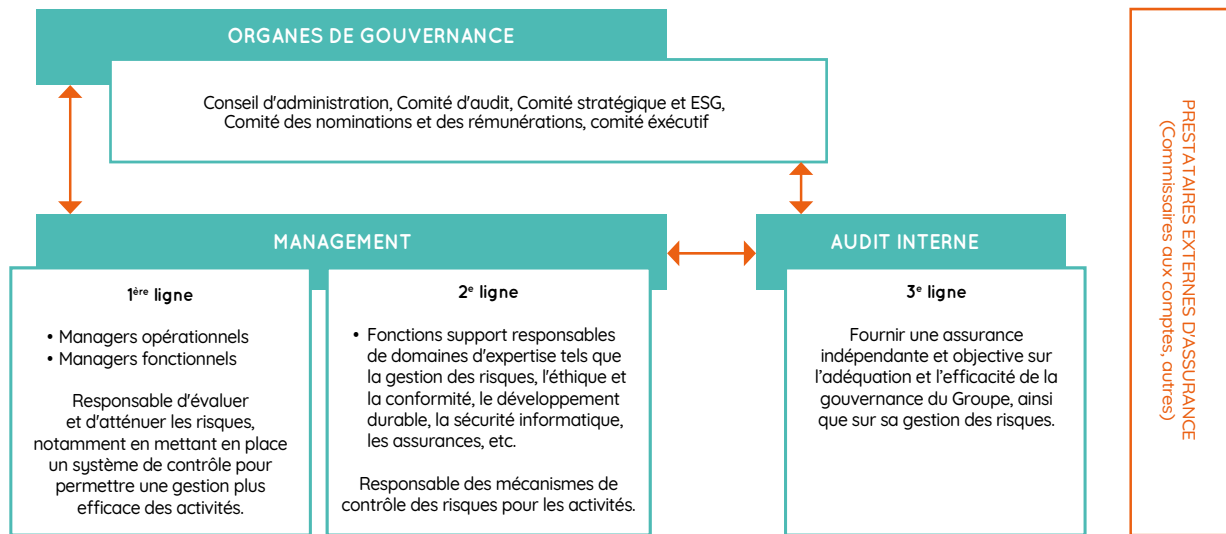 ORGANES DE GOUVERNANCE
Conseil d'administration, Comité d'audit, Comité stratégique et ESG,
Comité des nominations et des rémunérations, comité éxécutif
MANAGEMENT
1ère ligne
• Managers opérationnels
• Managers fonctionnels
Responsable d'évaluer
et d'atténuer les risques,
notamment en mettant en place
un système de contrôle pour
permettre une gestion plus
efficace des activités.
2e ligne
• Fonctions support responsables
de domaines d'expertise tels que
la gestion des risques, l'éthique et
la conformité, le développement
durable, la sécurité informatique,
les assurances, etc.
Responsable des mécanismes de
contrôle des risques pour les activités.
AUDIT INTERNE
3e ligne
Fournir une assurance
indépendante et objective sur
l'adéquation et l'efficacité de la
gouvernance du Groupe, ainsi
que sur sa gestion des risques.
PRESTATAIRES EXTERNES D'ASSURANCE
(Commissaires aux comptes, autres)